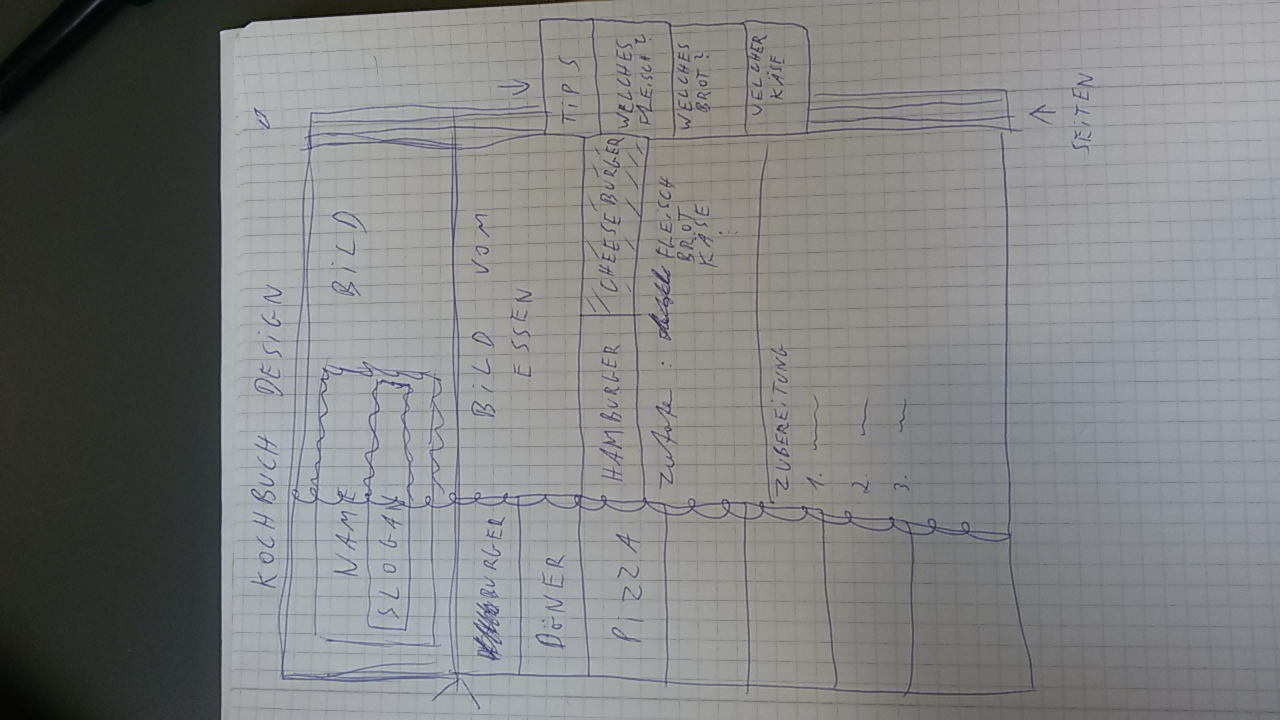 KOCHBUCH DESIGN
NAME
SLOGAN
BILD
BURGER
DÖNER
PIZZA
BILD VOM
ESSEN
HAMBURGER
CHEESEBURGER
Zutaten : FLEISCH
BROT
KÄSE
ZUBEREITUNG
1.
2.
3.
TIPS
WELCHES
FLEISCH?
WELCHES
BROT?
WELCHER
KÄSE
SEITEN